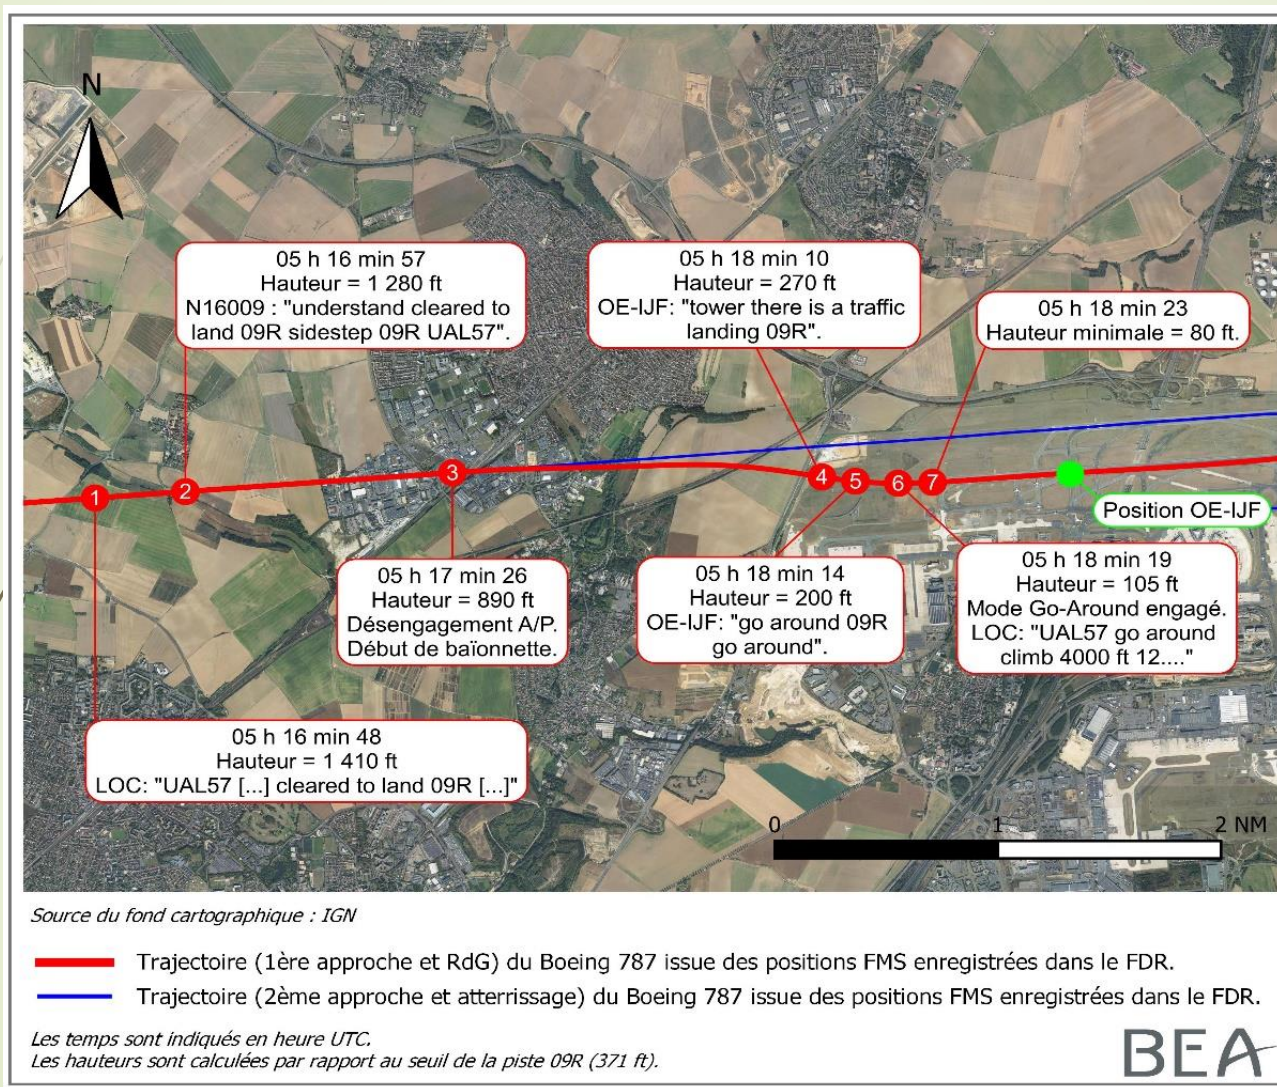 N
05 h 16 min 57
Hauteur = 1 280 ft
N16009 : "understand cleared to
land 09R sidestep 09R UAL57".
05 h 18 min 10
Hauteur = 270 ft
OE-IJF: "tower there is a traffic
landing 09R".
05 h 18 min 23
Hauteur minimale = 80 ft.
1
2
3
4
5
6
7
Position OE-IJF
05 h 17 min 26
Hauteur = 890 ft
Désengagement A/P.
Début de baïonnette.
05 h 18 min 14
Hauteur = 200 ft
OE-IJF: "go around 09R
go around".
05 h 18 min 19
Hauteur = 105 ft
Mode Go-Around engagé.
LOC: "UAL57 go around
climb 4000 ft 12...."
05 h 16 min 48
Hauteur = 1 410 ft
LOC: "UAL57 [...] cleared to land 09R [...]"
0 1 2 NM
Source du fond cartographique : IGN
Trajectoire (1ère approche et RdG) du Boeing 787 issue des positions FMS enregistrées dans le FDR.
Trajectoire (2ème approche et atterrissage) du Boeing 787 issue des positions FMS enregistrées dans le FDR.
Les temps sont indiqués en heure UTC.
Les hauteurs sont calculées par rapport au seuil de la piste 09R (371 ft).
BEA